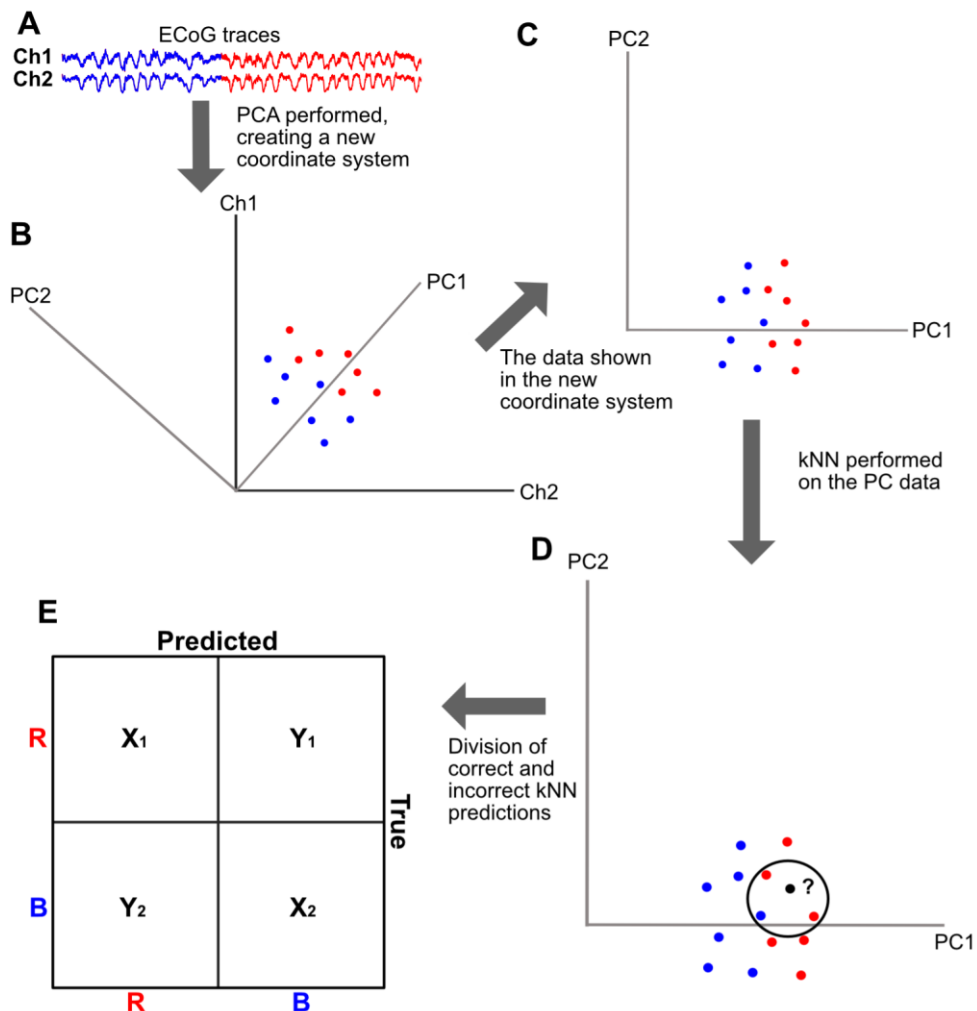 A
ECoG traces
Ch1
Ch2
PCA performed,
creating a new
coordinate system
B
Ch1
PC2
PC1
Ch2
The data shown
in the new
coordinate system
C
PC2
PC1
kNN performed
on the PC data
D
PC2
?
PC1
Division of
correct and
incorrect kNN
predictions
E
Predicted
R
X1
Y1
True
B
Y2
X2
R
B